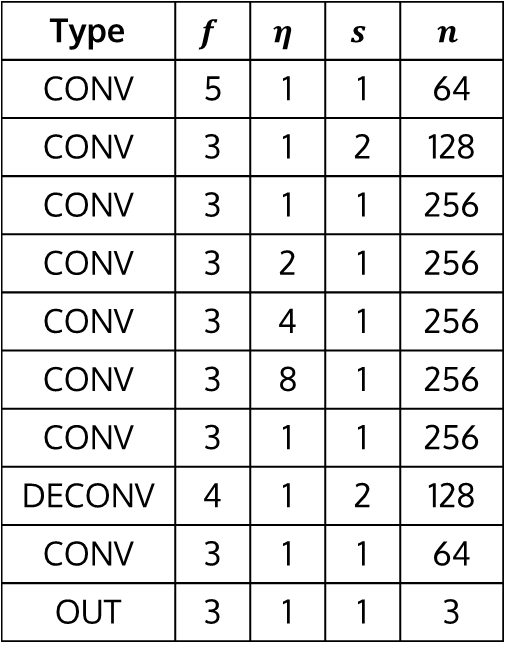 Type f η s n
CONV 5 1 1 64
CONV 3 1 2 128
CONV 3 1 1 256
CONV 3 2 1 256
CONV 3 4 1 256
CONV 3 8 1 256
CONV 3 1 1 256
DECONV 4 1 2 128
CONV 3 1 1 64
OUT 3 1 1 3